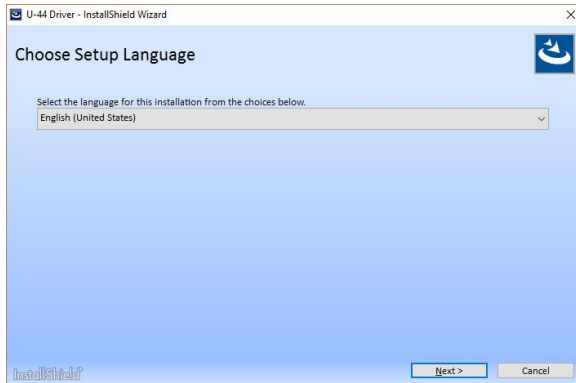 U-44 Driver - InstallShield Wizard
Choose Setup Language
Select the language for this installation from the choices below.
English (United States)
InstallShield
Next >
Cancel